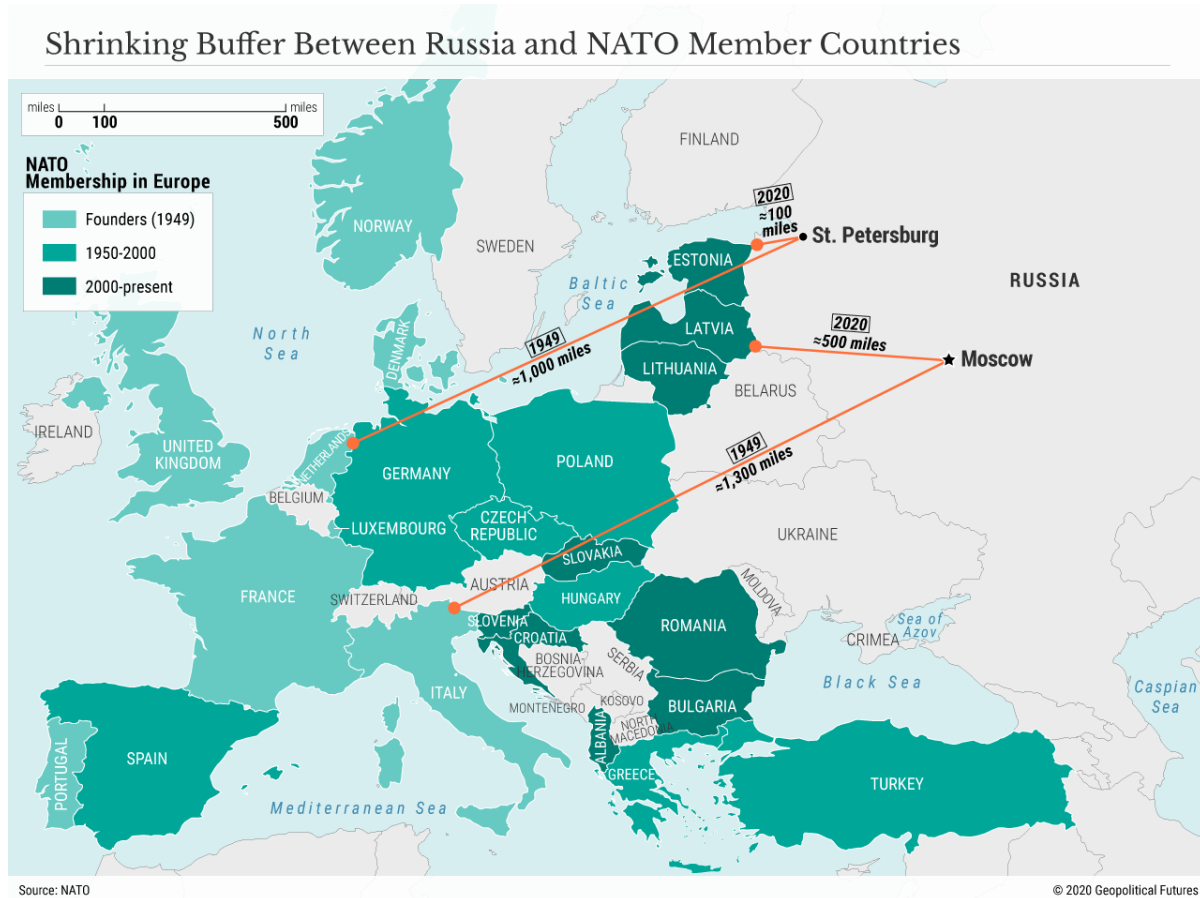 Shrinking Buffer Between Russia and NATO Member Countries
miles
miles
0
100
500
NATO
Membership in Europe
Founders (1949)
1950-2000
2000-present
FINLAND
NORWAY
SWEDEN
2020
≈100
miles
St. Petersburg
ESTONIA
RUSSIA
Baltic
Sea
North
Sea
LATVIA
2020
≈500 miles
Moscow
1949
≈1,000 miles
DENMARK
LITHUANIA
BELARUS
IRELAND
UNITED
KINGDOM
NETHERLANDS
GERMANY
POLAND
1949
≈1,300 miles
BELGIUM
LUXEMBOURG
CZECH
REPUBLIC
UKRAINE
SLOVAKIA
AUSTRIA
FRANCE
SWITZERLAND
HUNGARY
MOLDOVA
SLOVENIA
CROATIA
ROMANIA
Sea of
Azov
CRIMEA
BOSNIA-
HERZEGOVINA
SERBIA
ITALY
Black Sea
Caspian
Sea
MONTENEGRO
KOSOVO
BULGARIA
NORTH
MACEDONIA
ALBANIA
PORTUGAL
SPAIN
GREECE
TURKEY
Mediterranean Sea
Source: NATO
© 2020 Geopolitical Futures